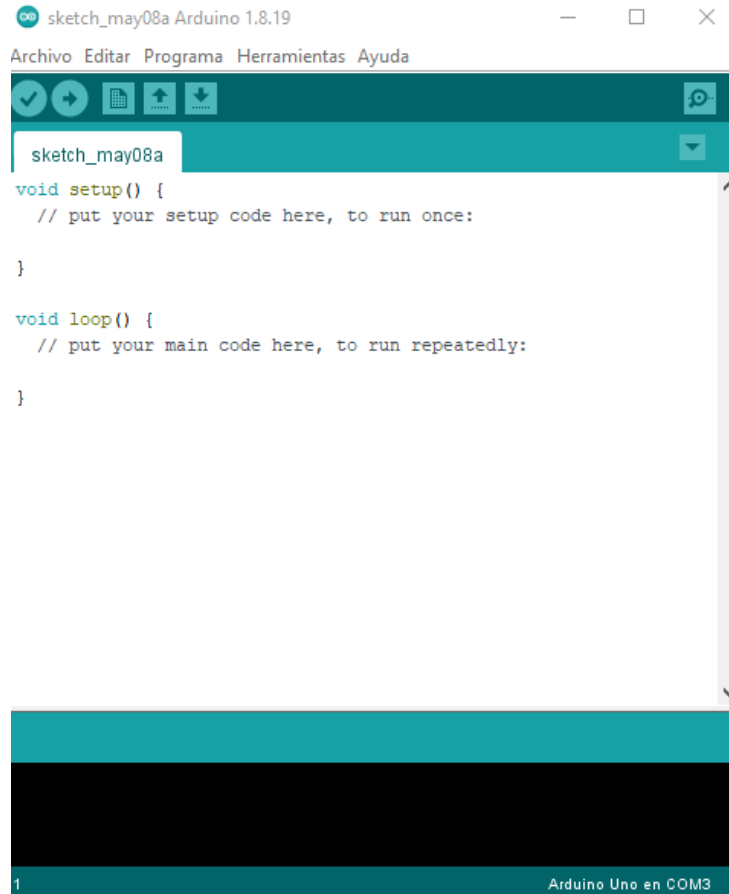 sketch_may08a Arduino 1.8.19
Archivo Editar Programa Herramientas Ayuda
sketch_may08a
void setup() {
  // put your setup code here, to run once:
}
void loop() {
  // put your main code here, to run repeatedly:
}
1 Arduino Uno en COM3